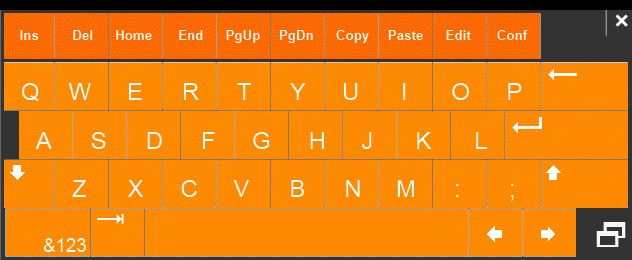 Ins Del Home End PgUp PgDn Copy Paste Edit Conf
Q W E R T Y U I O P
A S D F G H J K L
Z X C V B N M : ;
&123